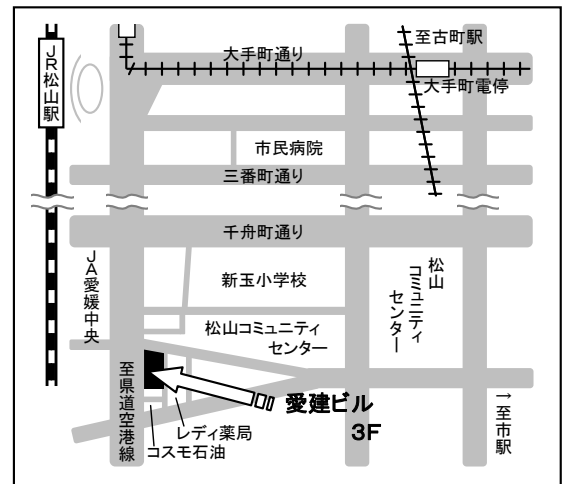 至古町駅
大手町通り
JR松山駅
大手町電停
市民病院
三番町通り
千舟町通り
JA愛媛中央
新玉小学校
松山
コミュニティ
センター
松山コミュニティ
センター
至県道空港線
愛建ビル
3F
レディ薬局
コスモ石油
→至市駅